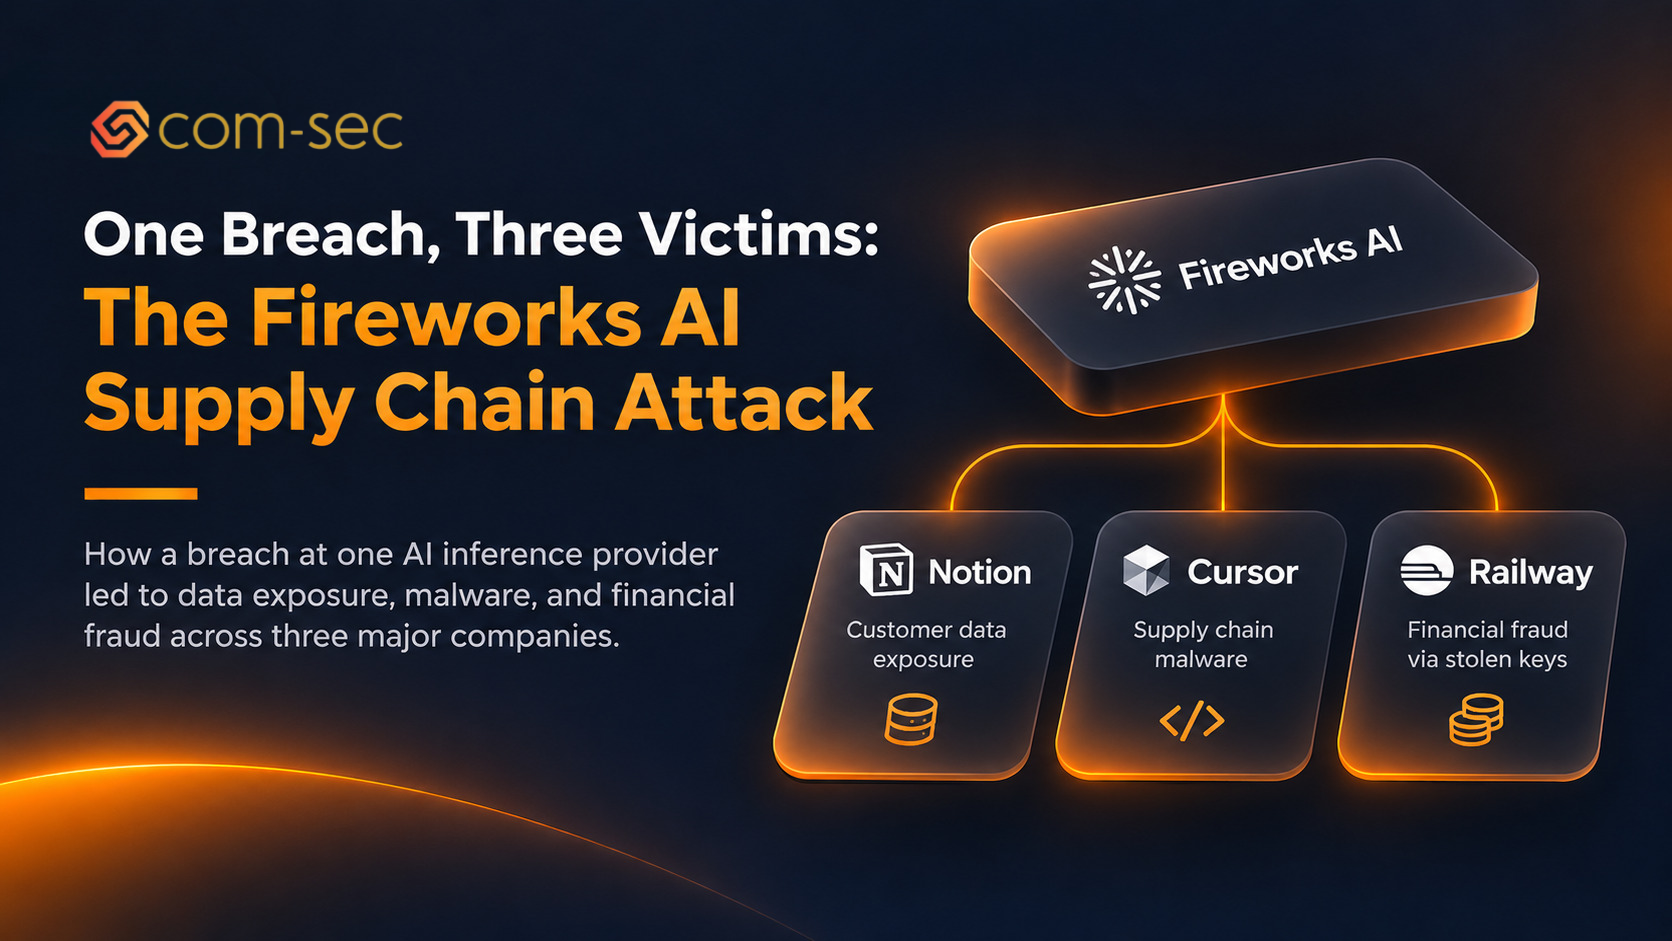 com-sec
One Breach, Three Victims:
The Fireworks AI
Supply Chain Attack
How a breach at one AI inference provider
led to data exposure, malware, and financial
fraud across three major companies.
Fireworks AI
N Notion
Customer data
exposure
Cursor
Supply chain
malware
</>
Railway
Financial fraud
via stolen keys